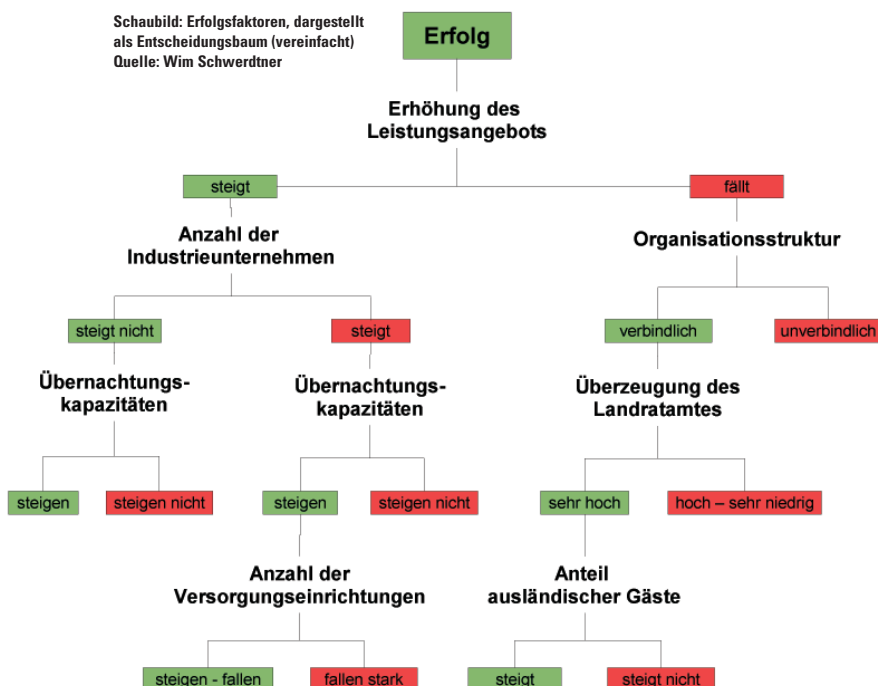 Schaubild: Erfolgsfaktoren, dargestellt
als Entscheidungsbaum (vereinfacht)
Quelle: Wim Schwerdtner
Erfolg
Erhöhung des
Leistungsangebots
steigt
fällt
Anzahl der
Industrieunternehmen
Organisationsstruktur
steigt nicht
steigt
verbindlich
unverbindlich
Übernachtungs-
kapazitäten
Übernachtungs-
kapazitäten
Überzeugung des
Landratamtes
steigen
steigen nicht
steigen
steigen nicht
sehr hoch
hoch – sehr niedrig
Anzahl der
Versorgungseinrichtungen
Anteil
ausländischer Gäste
steigen - fallen
fallen stark
steigt
steigt nicht